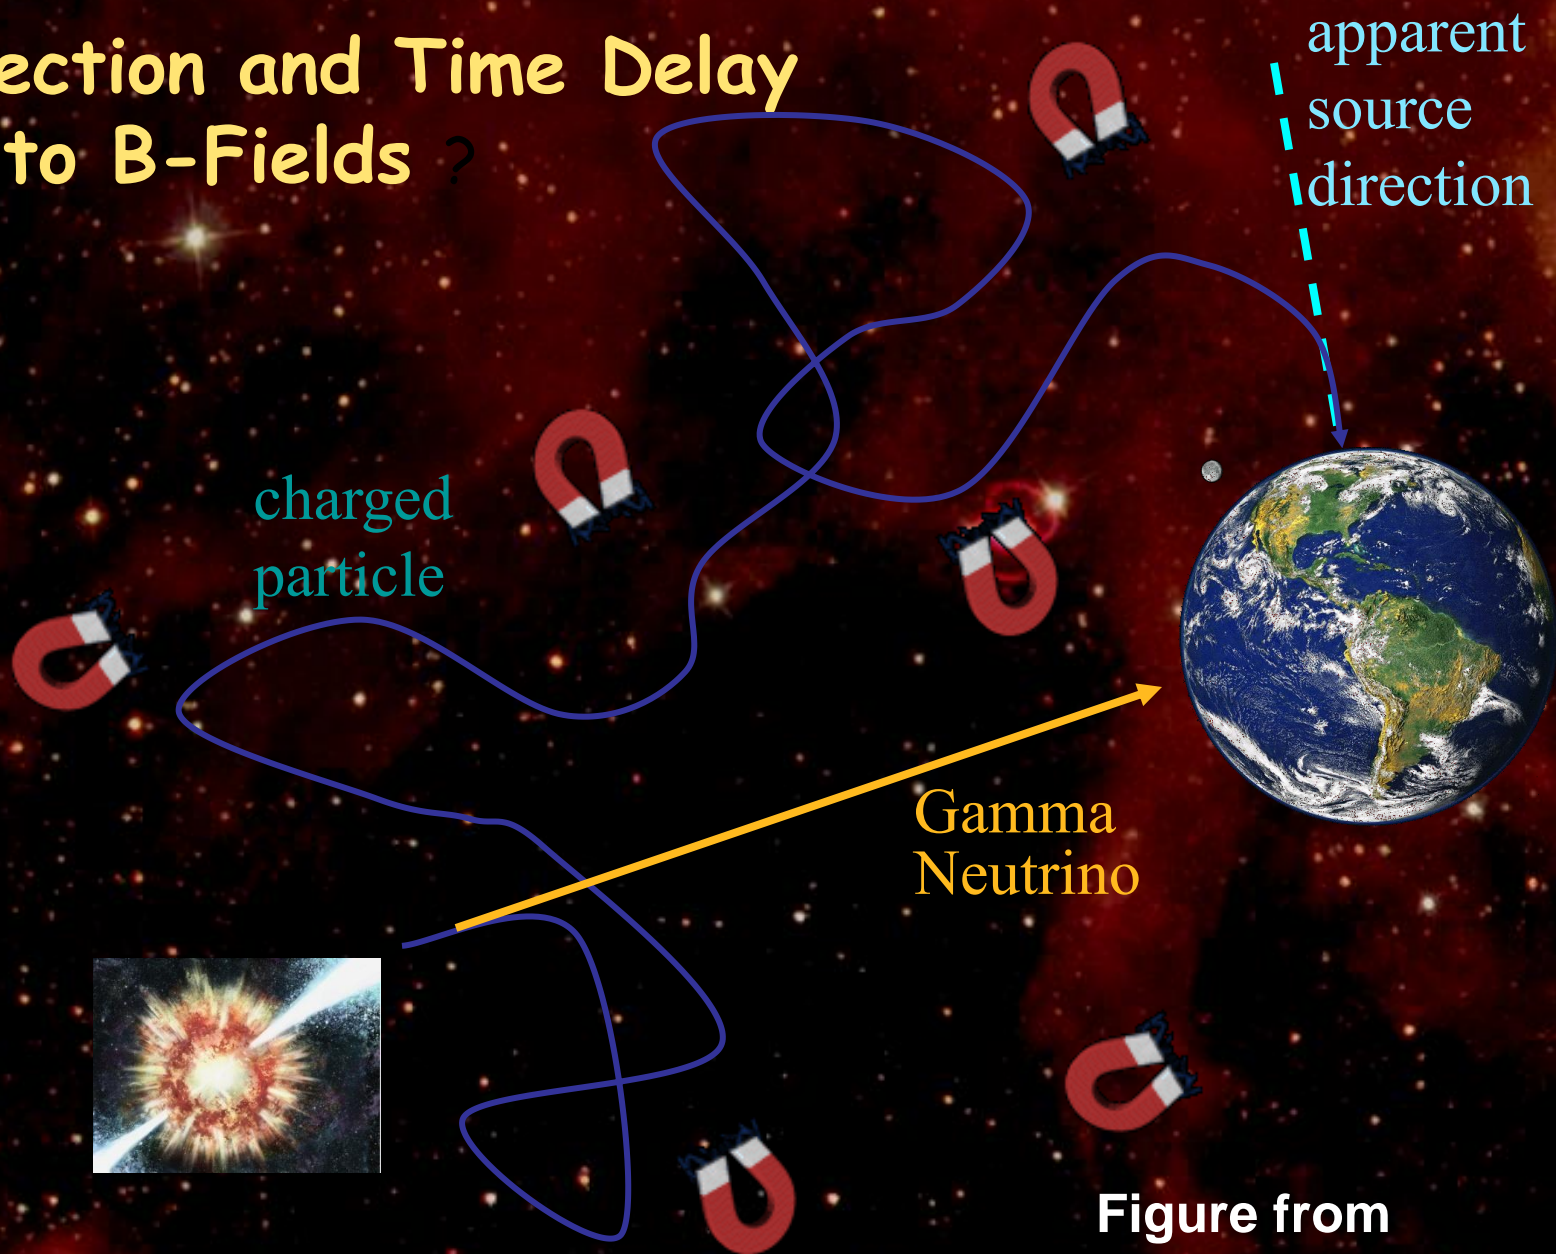 ection and Time Delay
to B-Fields ?
apparent
source
direction
charged
particle
Gamma
Neutrino
Figure from